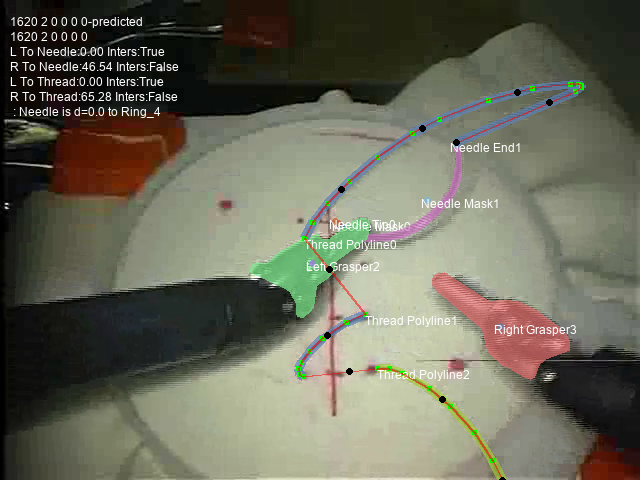 1620 2 0 0 0 0-predicted
1620 2 0 0 0 0
L To Needle:0.00 Inters:True
R To Needle:46.54 Inters:False
L To Thread:0.00 Inters:True
R To Thread:65.28 Inters:False
: Needle is d=0.0 to Ring_4
Needle End1
Needle Mask1
Needle Tip0
Mask0
Thread Polyline0
Left Grasper2
Thread Polyline1
Right Grasper3
Thread Polyline2